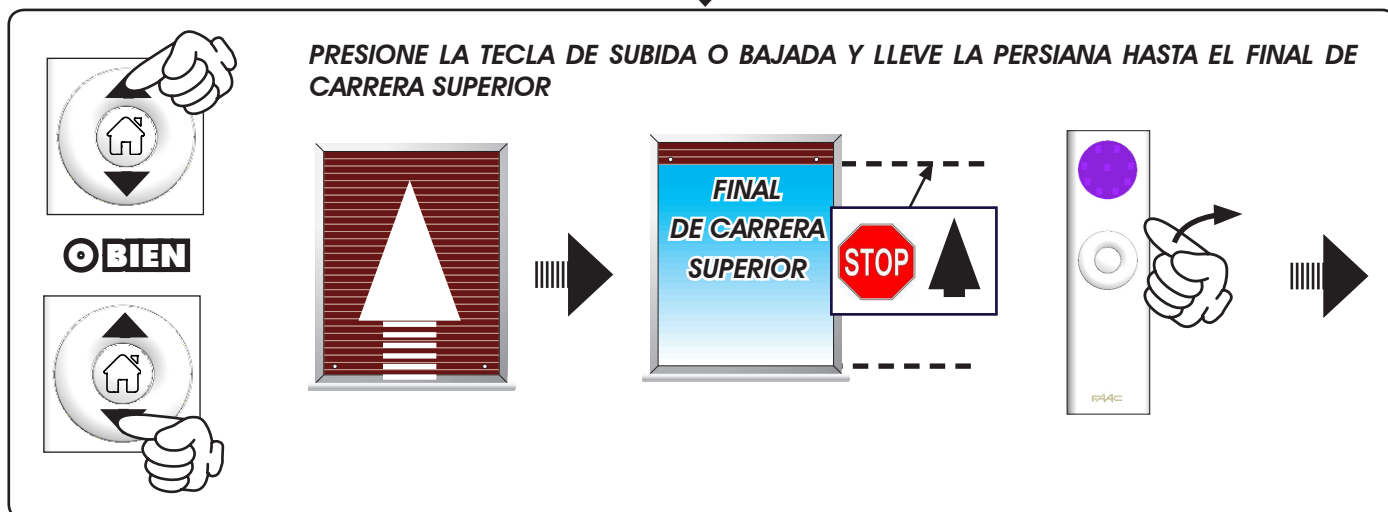 PRESIONE LA TECLA DE SUBIDA O BAJADA Y LLEVE LA PERSIANA HASTA EL FINAL DE
CARRERA SUPERIOR
O BIEN
FINAL
DE CARRERA
SUPERIOR
STOP
FAAC